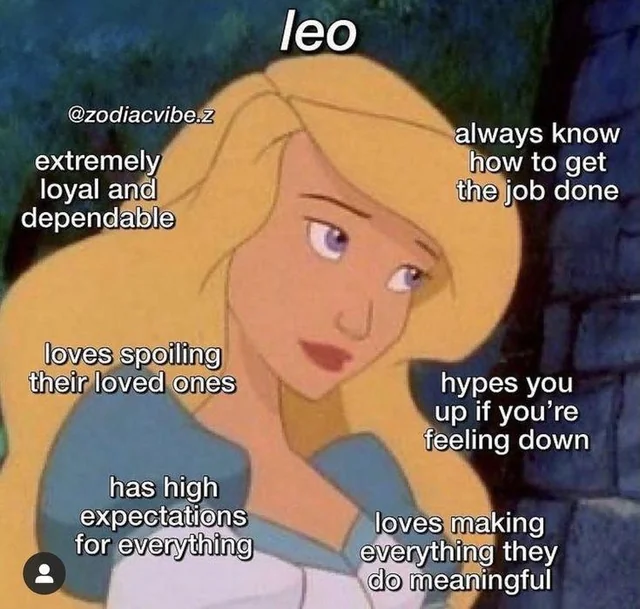 leo
@zodiacvibe.z
extremely
loyal and
dependable
always know
how to get
the job done
loves spoiling
their loved ones
hypes you
up if you’re
feeling down
has high
expectations
for everything
loves making
everything they
do meaningful